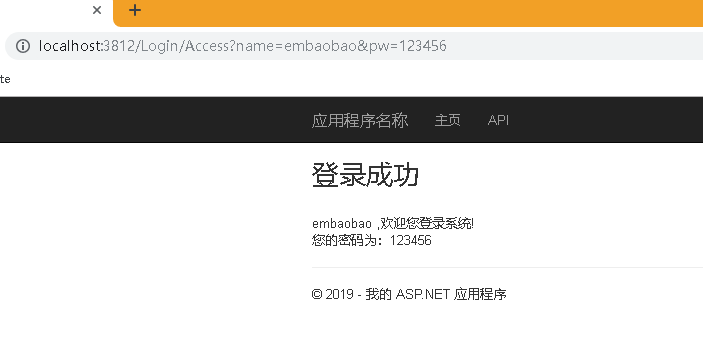 localhost:3812/Login/Access?name=embaobao&pw=123456
te
应用程序名称 主页 API
登录成功
embaobao ,欢迎您登录系统!
您的密码为：123456
© 2019 - 我的 ASP.NET 应用程序